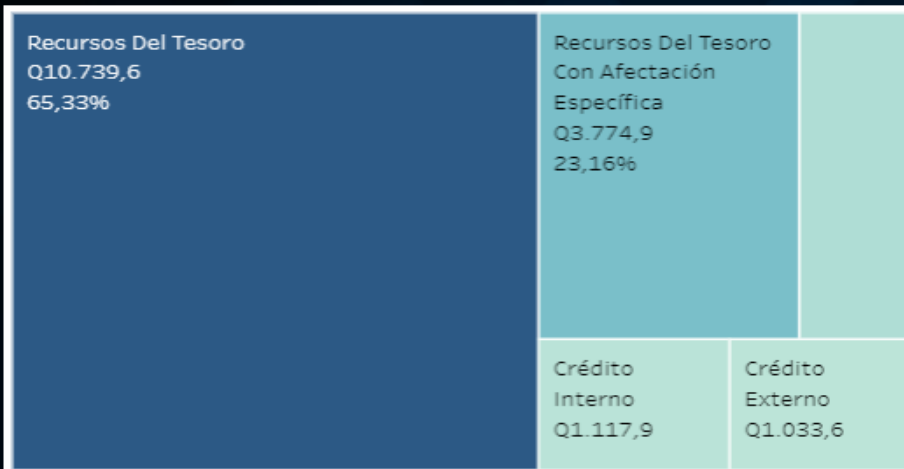 Recursos Del Tesoro
Q10.739,6
65,33%
Recursos Del Tesoro
Con Afectación
Específica
Q3.774,9
23,16%
Crédito
Interno
Q1.117,9
Crédito
Externo
Q1.033,6